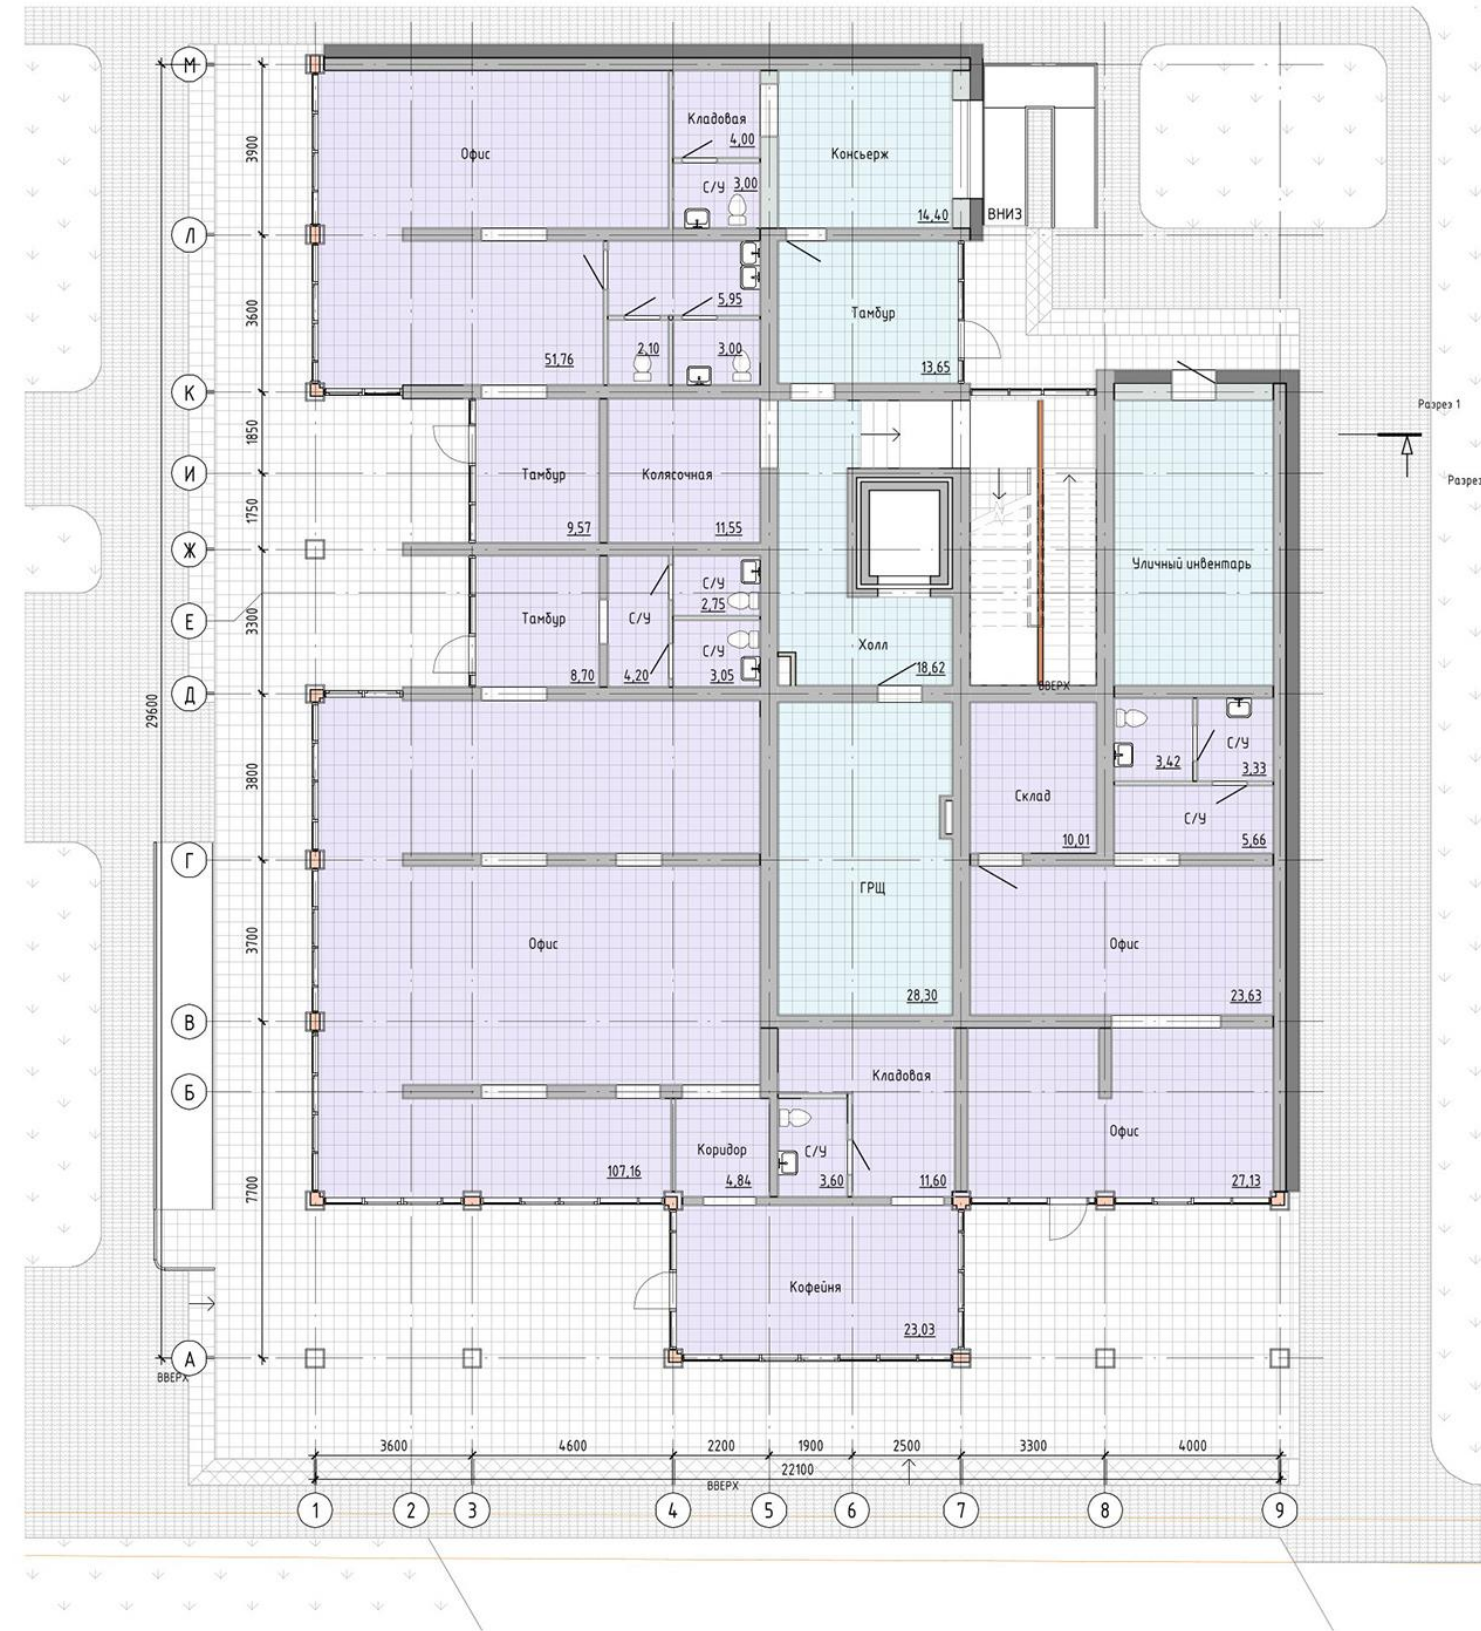 М
Кладовая
4,00
3900
Офис
Консьерж
С/У 3,00
14,40
ВНИЗ
Л
5,95
3600
Тамбур
2,10
3,00
51,76
13,65
К
Разрез 1
1850
И
Тамбур
Колясочная
Разрез
1750
9,57
11,55
Ж
Уличный инвентарь
С/У
2,75
Е
3300
Тамбур
С/У
Холл
С/У
8,70
4,20
3,05
18,62
ВВЕРХ
Д
29600
С/У
3,42
3,33
3800
Склад
С/У
10,01
5,66
Г
ГРЩ
3700
Офис
Офис
28,30
23,63
В
Кладовая
Б
Офис
Коридор
С/У
107,16
4,84
3,60
11,60
27,13
7700
Кофейня
23,03
А
ВВЕРХ
3600
4600
2200
1900
2500
3300
4000
22100
ВВЕРХ
1
2
3
4
5
6
7
8
9